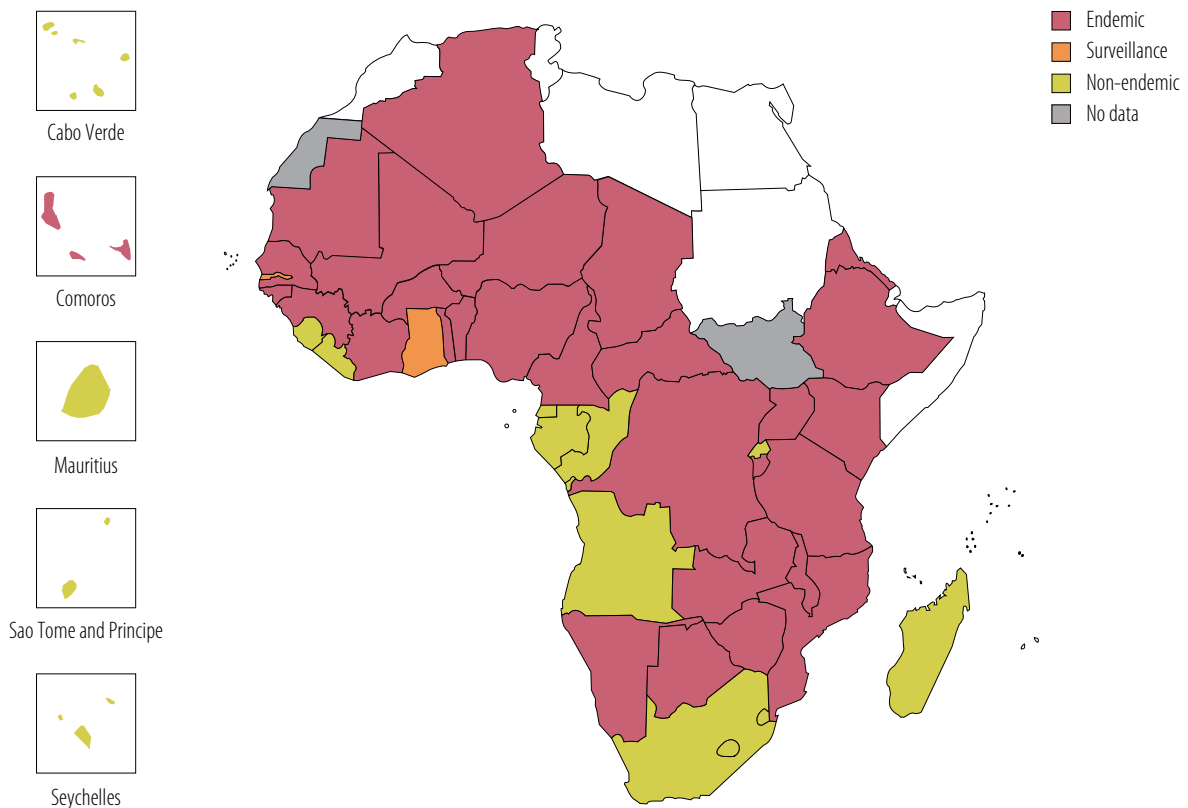 Cabo Verde
Comoros
Mauritius
Sao Tome and Principe
Seychelles
Endemic
Surveillance
Non-endemic
No data